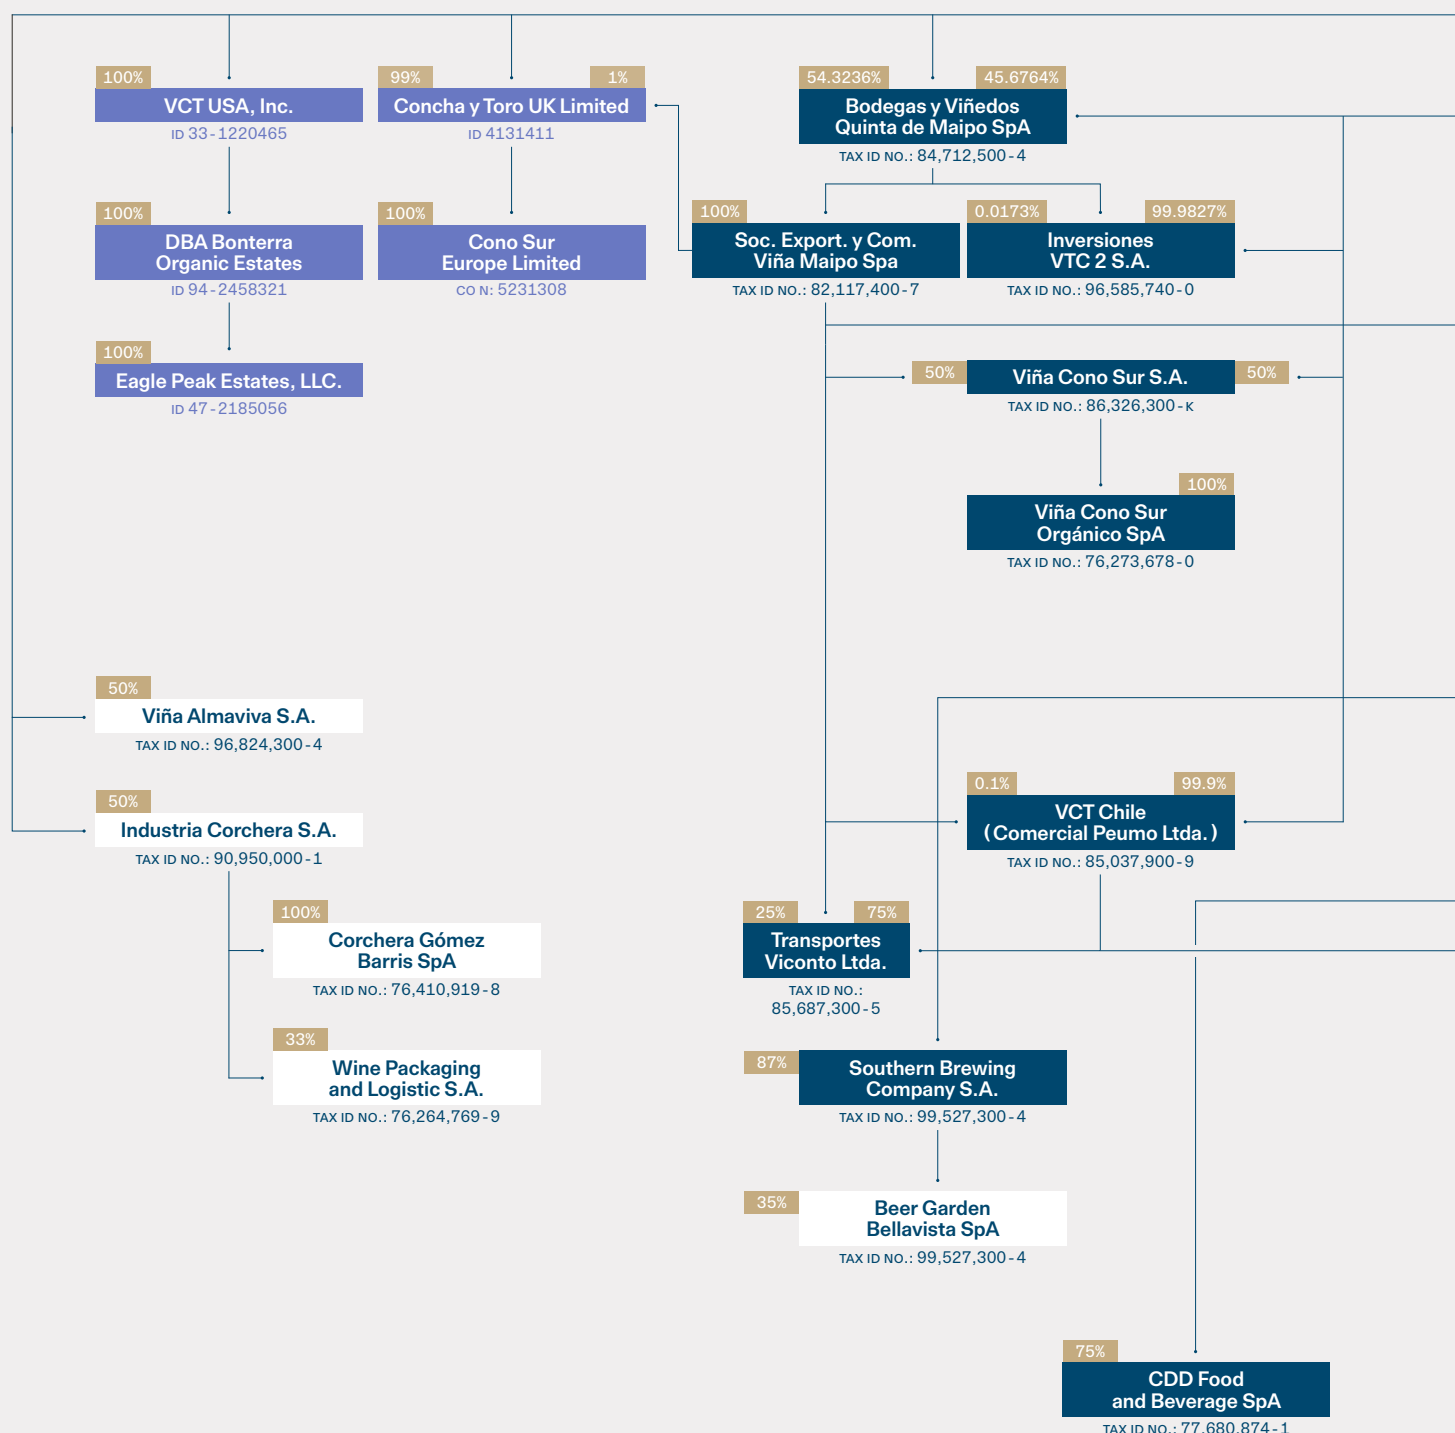 100%
VCT USA, Inc.
ID 33-1220465
99%
1%
Concha y Toro UK Limited
ID 4131411
54.3236%
45.6764%
Bodegas y Viñedos
Quinta de Maipo SpA
TAX ID NO.: 84,712,500-4
100%
DBA Bonterra
Organic Estates
ID 94-2458321
100%
Cono Sur
Europe Limited
CO N: 5231308
100%
Soc. Export. y Com.
Viña Maipo Spa
TAX ID NO.: 82,117,400-7
0.0173%
99.9827%
Inversiones
VTC 2 S.A.
TAX ID NO.: 96,585,740-0
100%
Eagle Peak Estates, LLC.
ID 47-2185056
50%
Viña Cono Sur S.A.
50%
TAX ID NO.: 86,326,300-K
100%
Viña Cono Sur
Orgánico SpA
TAX ID NO.: 76,273,678-0
50%
Viña Almaviva S.A.
TAX ID NO.: 96,824,300-4
50%
Industria Corchera S.A.
TAX ID NO.: 90,950,000-1
0.1%
99.9%
VCT Chile
(Comercial Peumo Ltda.)
TAX ID NO.: 85,037,900-9
100%
Corchera Gómez
Barris SpA
TAX ID NO.: 76,410,919-8
25%
75%
Transportes
Viconto Ltda.
TAX ID NO.:
85,687,300-5
33%
Wine Packaging
and Logistic S.A.
TAX ID NO.: 76,264,769-9
87%
Southern Brewing
Company S.A.
TAX ID NO.: 99,527,300-4
35%
Beer Garden
Bellavista SpA
TAX ID NO.: 99,527,300-4
75%
CDD Food
and Beverage SpA
TAX ID NO.: 77,680,874-1